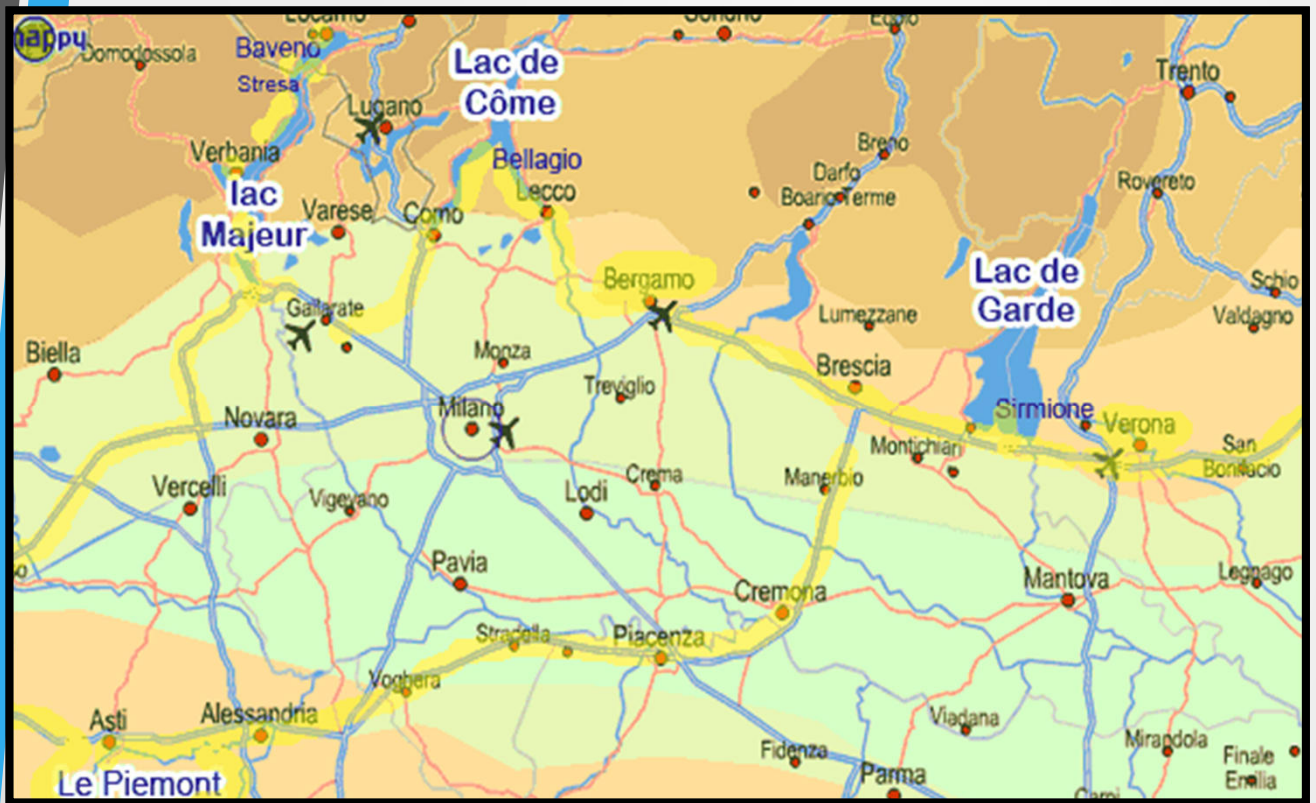 Locarno
Sondrio
Edolo
happy
Domodossola
Baveno
Stresa
Lac de
Côme
Trento
Lugano
Verbania
Bellagio
Breno
Darfo
Boario Terme
Rovereto
lac
Majeur
Varese
Como
Lecco
Bergamo
Lac de
Garde
Schio
Gallarate
Lumezzane
Valdagno
Biella
Monza
Brescia
Treviglio
Novara
Milano
Sirmione
Verona
Montichiari
San
Bonifacio
Vercelli
Vigevano
Crema
Lodi
Manerbio
Pavia
Cremona
Mantova
Legnago
Stradella
Piacenza
Voghera
Asti
Alessandria
Viadana
Fidenza
Mirandola
Finale
Emilia
Le Piemont
Parma
Carpi